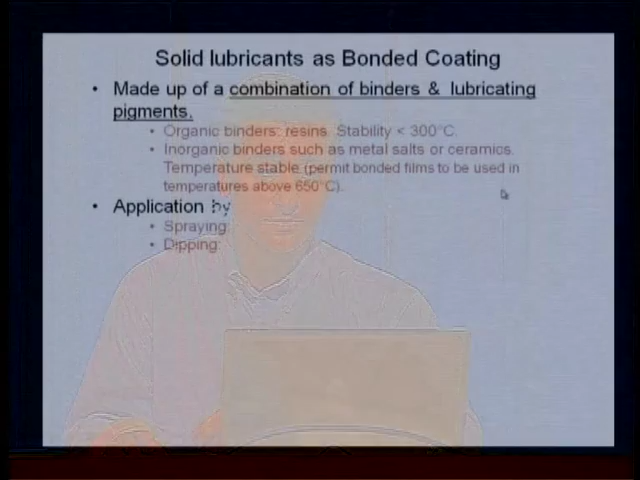 Solid lubricants as Bonded Coating
• Made up of a combination of binders & lubricating
pigments.
• Organic binders: resins. Stability < 300°C.
• Inorganic binders such as metal salts or ceramics.
Temperature stable (permit bonded films to be used in
temperatures above 650°C).
• Application by
• Spraying:
• Dipping: